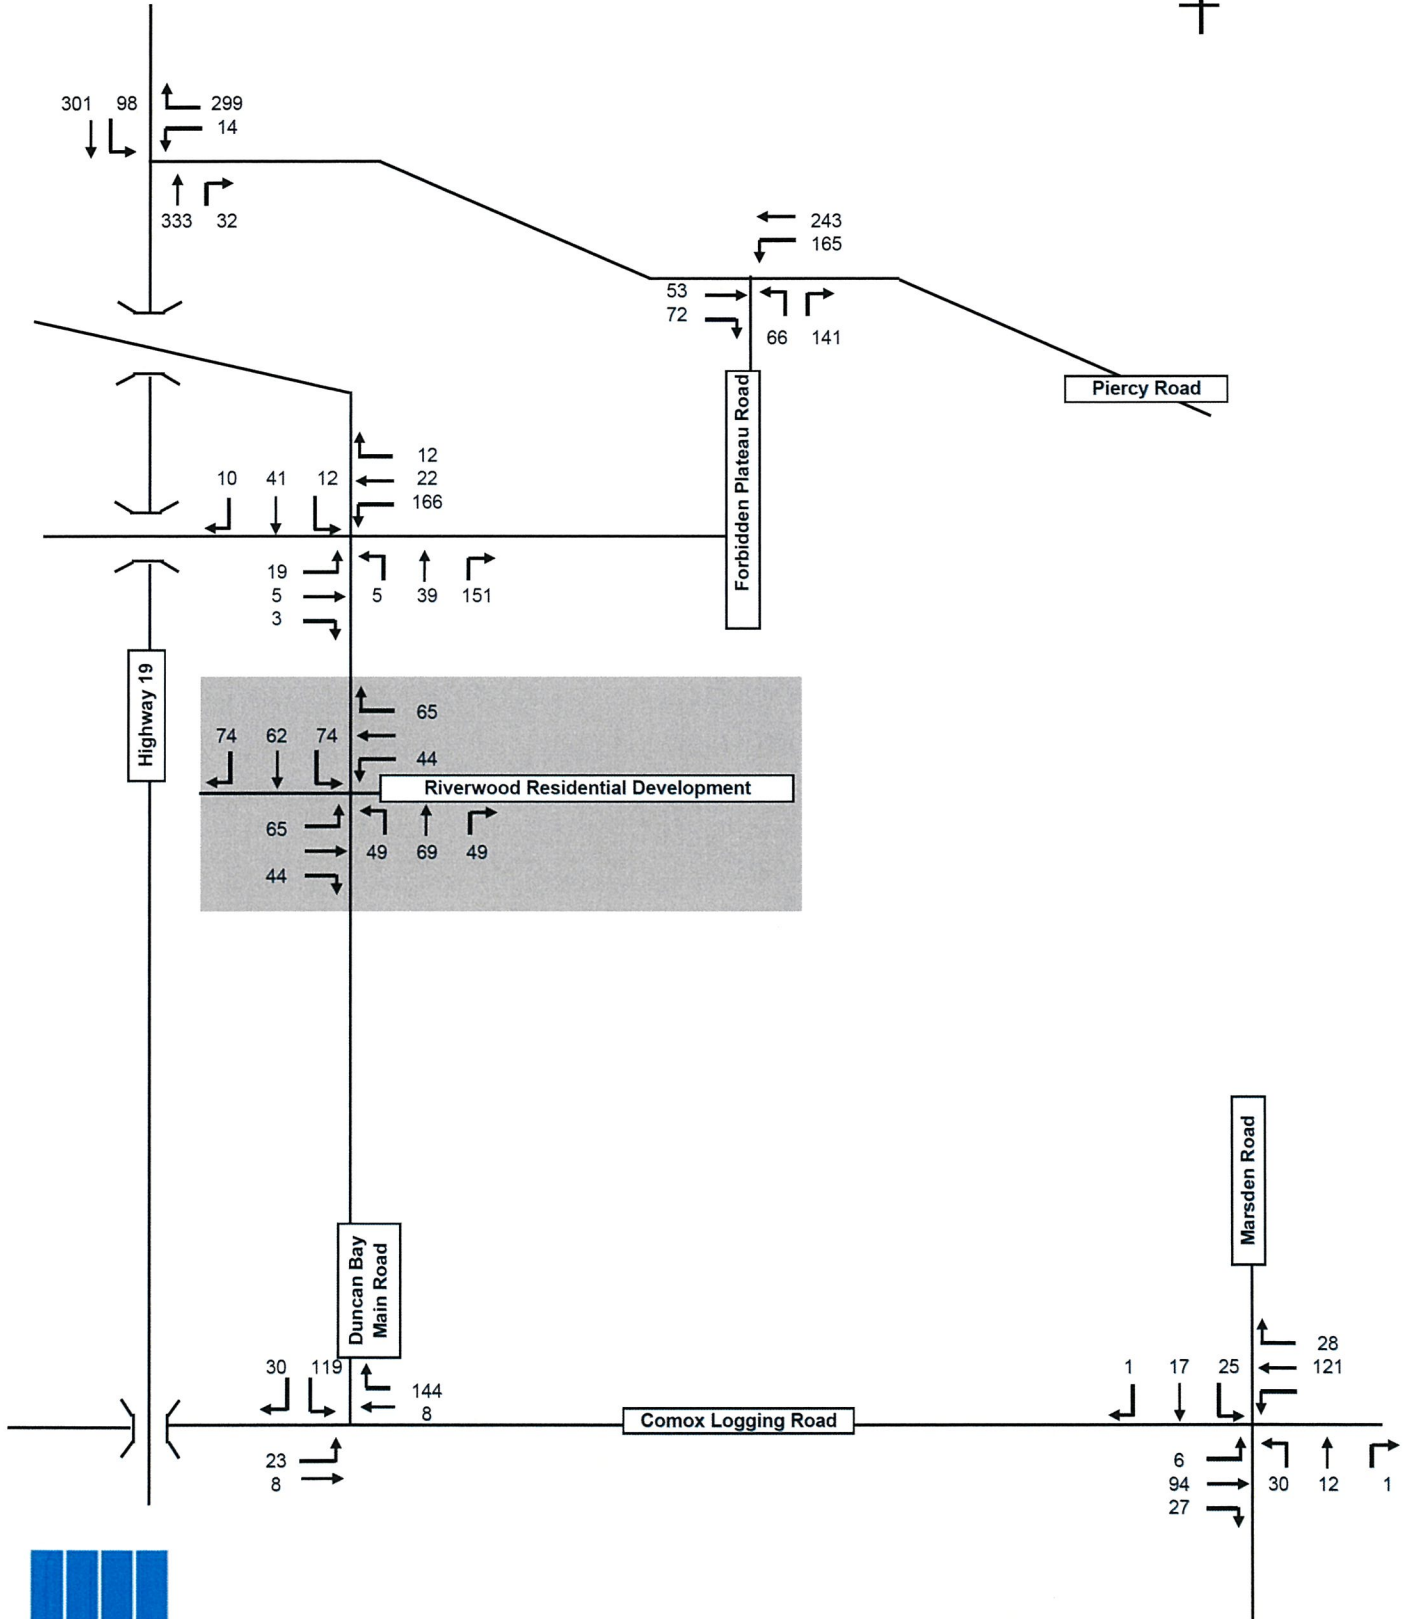 301 98 299
14
333 32
243
165
53
72
66 141
Piercy Road
Forbidden Plateau Road
12
10 41 12 22
166
19
5 5 39 151
3
Highway 19
65
74 62 74
44
Riverwood Residential Development
65
49 69 49
44
Marsden Road
Duncan Bay
Main Road
28
30 119 1 17 25 121
144
8
Comox Logging Road
23 6
8 94 30 12 1
27